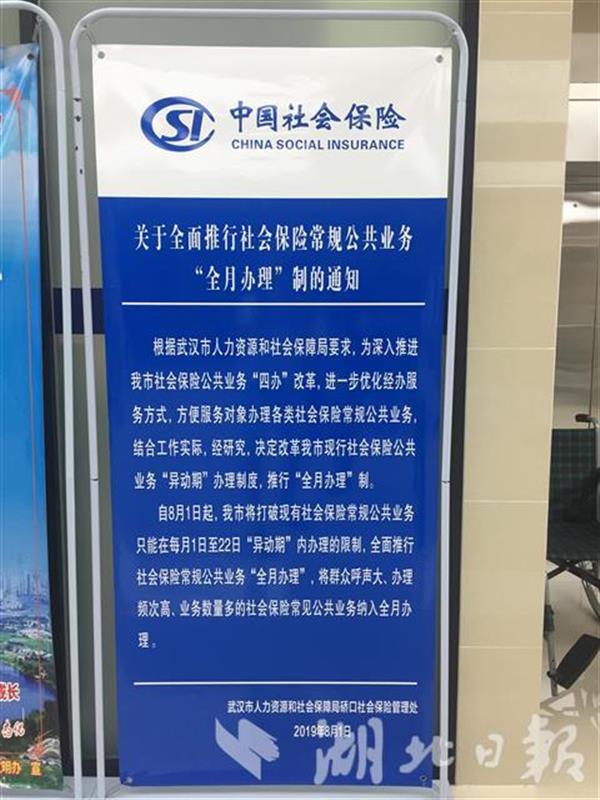 CSI 中国社会保险
CHINA SOCIAL INSURANCE
关于全面推行社会保险常规公共业务
“全月办理”制的通知
根据武汉市人力资源和社会保障局要求，为深入推进
我市社会保险公共业务“四办”改革，进一步优化经办服
务方式，方便服务对象办理各类社会保险常规公共业务，
结合工作实际，经研究，决定改革我市现行社会保险公共
业务“异动期”办理制度，推行“全月办理”制。
自8月1日起，我市将打破现有社会保险常规公共业务
只能在每月1日至22日“异动期”内办理的限制，全面推行
社会保险常规公共业务“全月办理”，将群众呼声大、办理
频次高、业务数量多的社会保险常见公共业务纳入全月办
理。
武汉市人力资源和社会保障局硚口社会保险管理处
2019年8月1日
湖北日报
成长
明办 宣